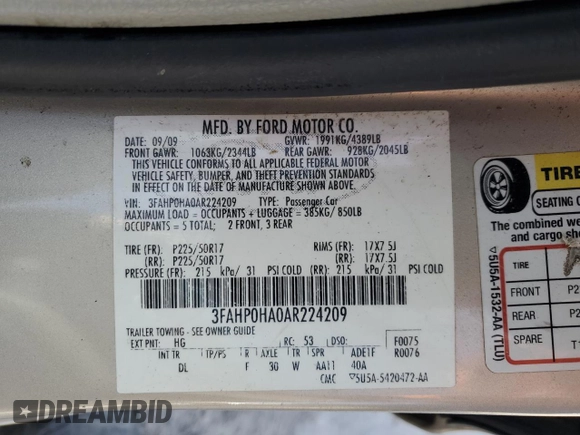 MFD. BY FORD MOTOR CO.
DATE: 09/09 GVWR: 1991KG/4389LB
FRONT GAWR: 1063KG/2344LB REAR GAWR: 928KG/2045LB
THIS VEHICLE CONFORMS TO ALL APPLICABLE FEDERAL MOTOR
VEHICLE SAFETY, BUMPER, AND THEFT PREVENTION STANDARDS
IN EFFECT ON THE DATE OF MANUFACTURE SHOWN ABOVE.
VIN: 3FAHP0HA0AR224209 TYPE: Passenger Car
MAXIMUM LOAD = OCCUPANTS + LUGGAGE = 385KG/850LB
OCCUPANTS = 5 TOTAL; 2 FRONT, 3 REAR
TIRE (FR): P225/50R17 RIMS (FR): 17X7.5J
(RR): P225/50R17 (RR): 17X7.5J
PRESSURE (FR): 215 kPa/ 31 PSI COLD (RR): 215 kPa/ 31 PSI COLD
3FAHP0HA0AR224209
TRAILER TOWING - SEE OWNER GUIDE
EXT PNT: HG RC: 53 DSO: F0075
INT TR TP/PS R AXLE TR SPR ADE1F R0076
DL F 30 W AA11 40A
CMC ▽5U5A-5420472-AA
TIRE
SEATING
The combined
and cargo
TIRE
FRONT P2
REAR P2
SPARE T1
▽5U5A-1532-AA (TLU)
DREAMBID